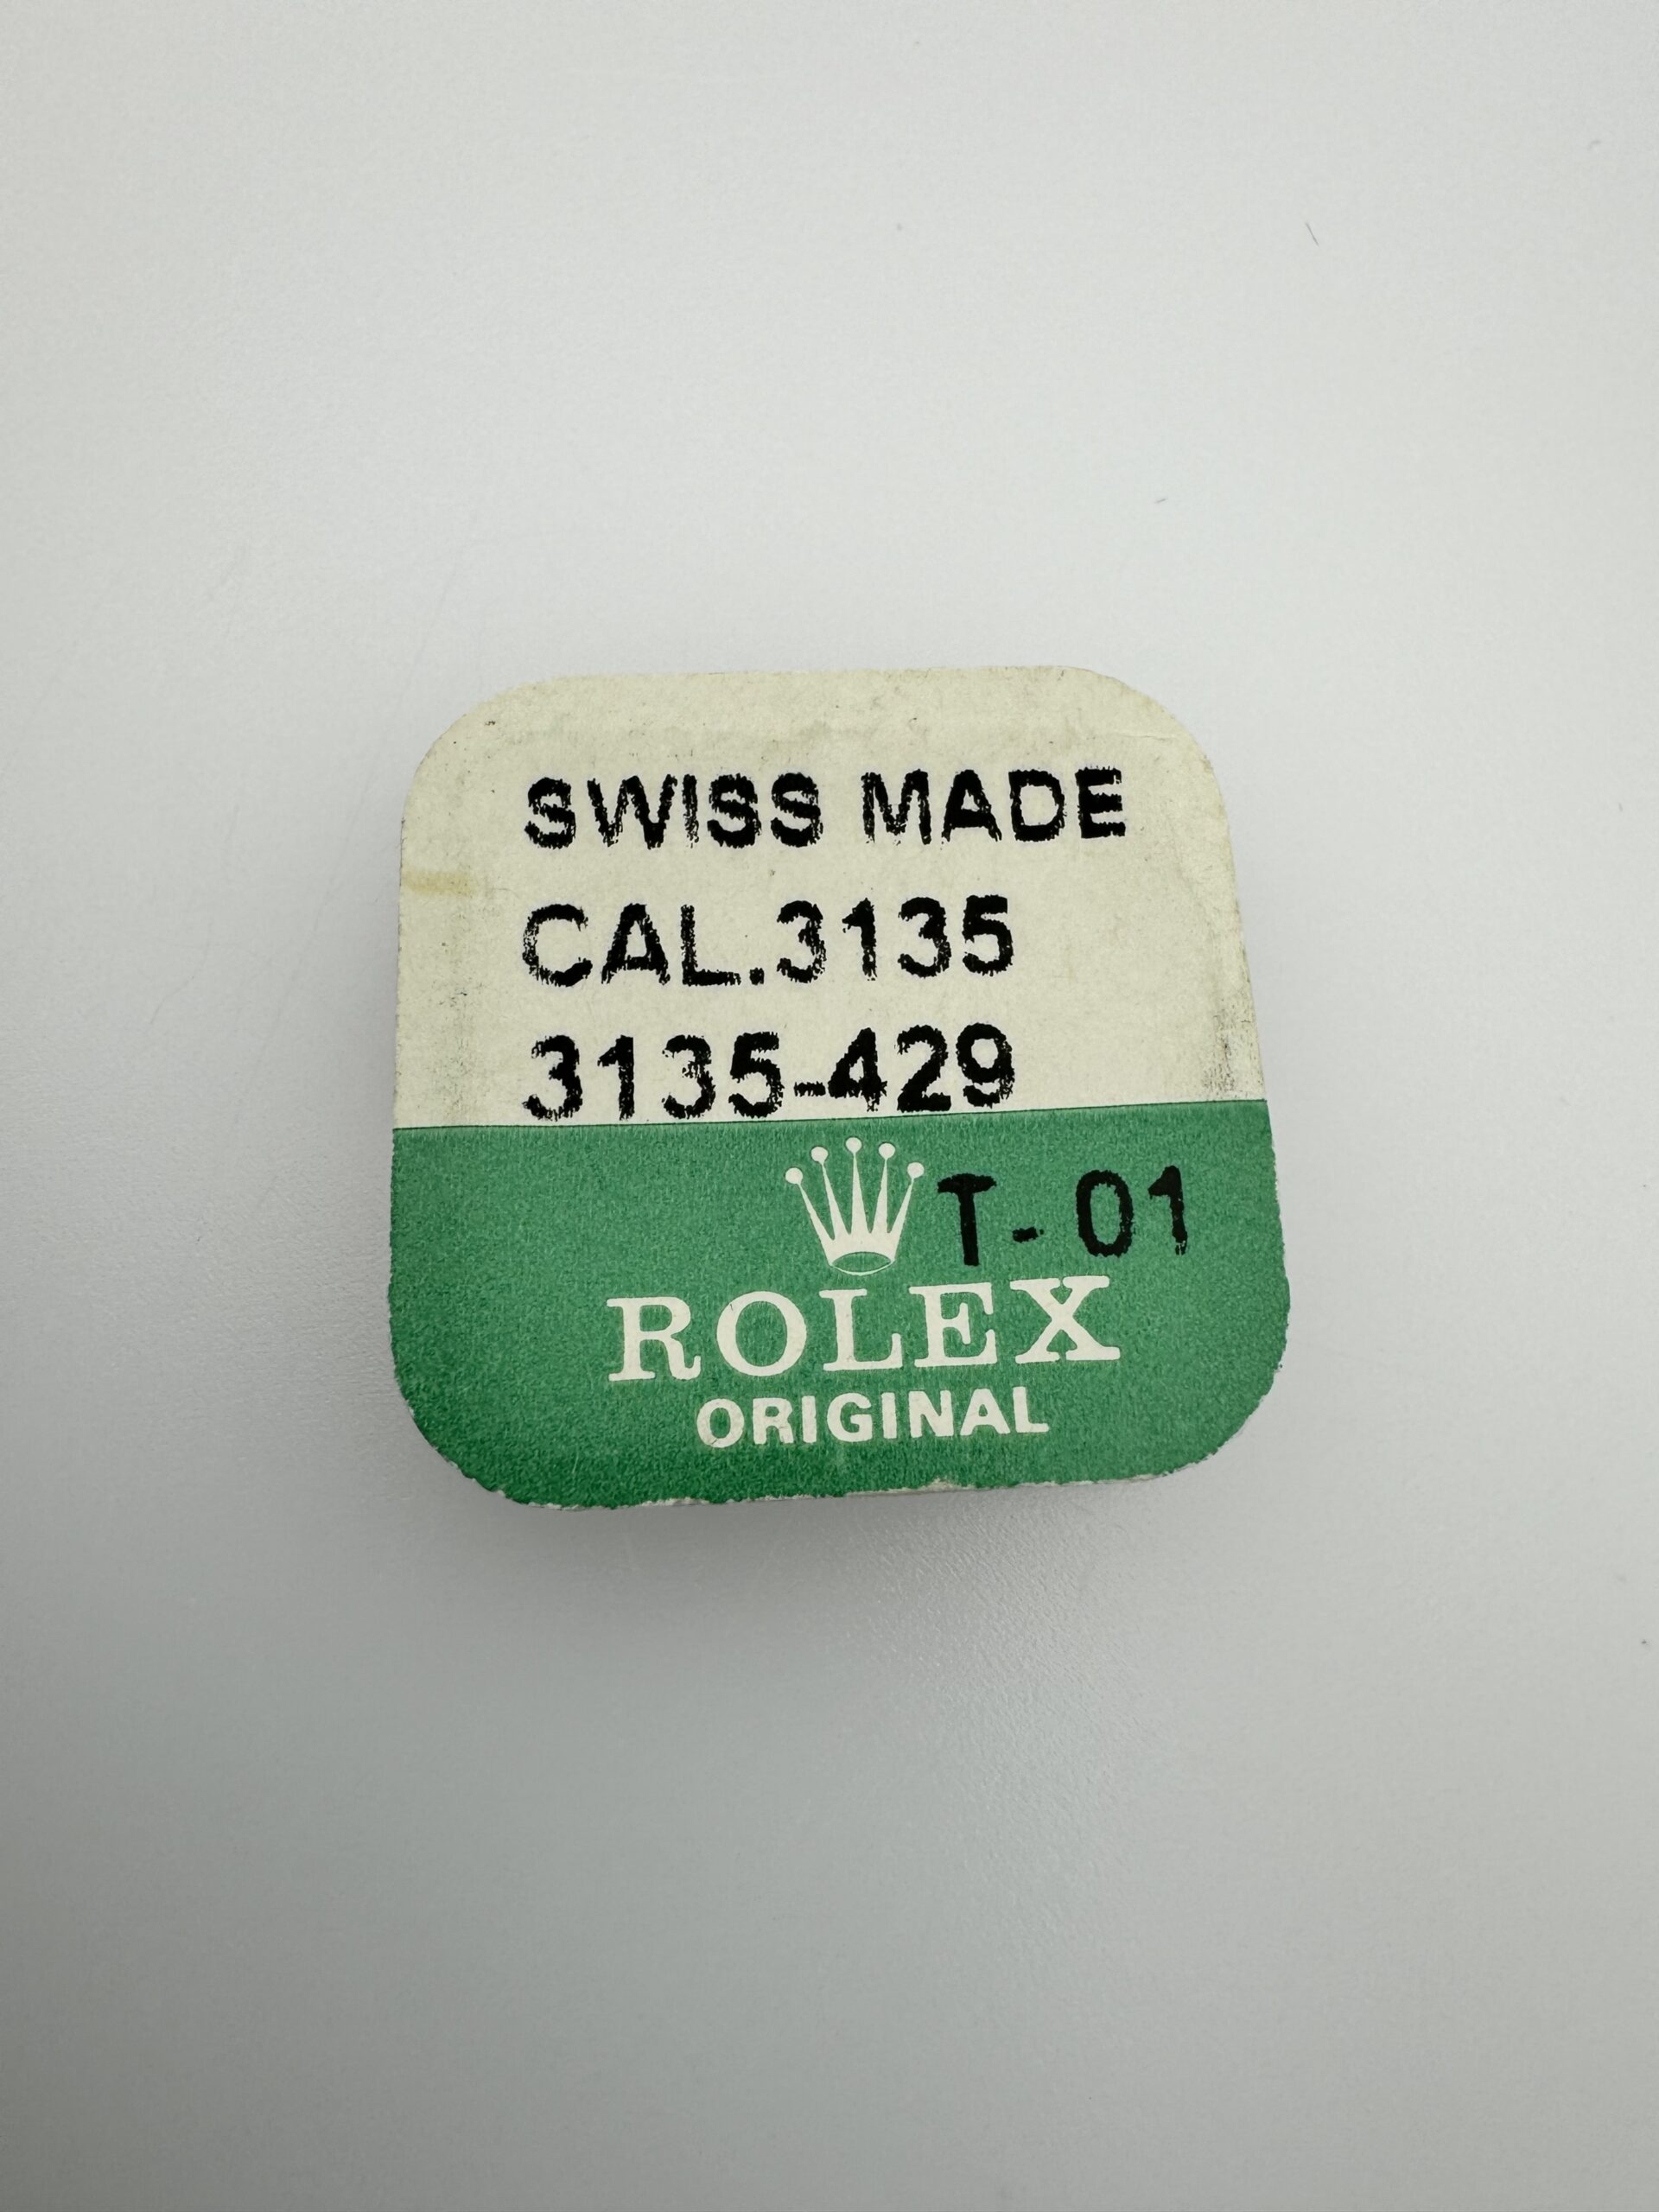 SWISS MADE
CAL.3135
3135-429
T-01
ROLEX
ORIGINAL